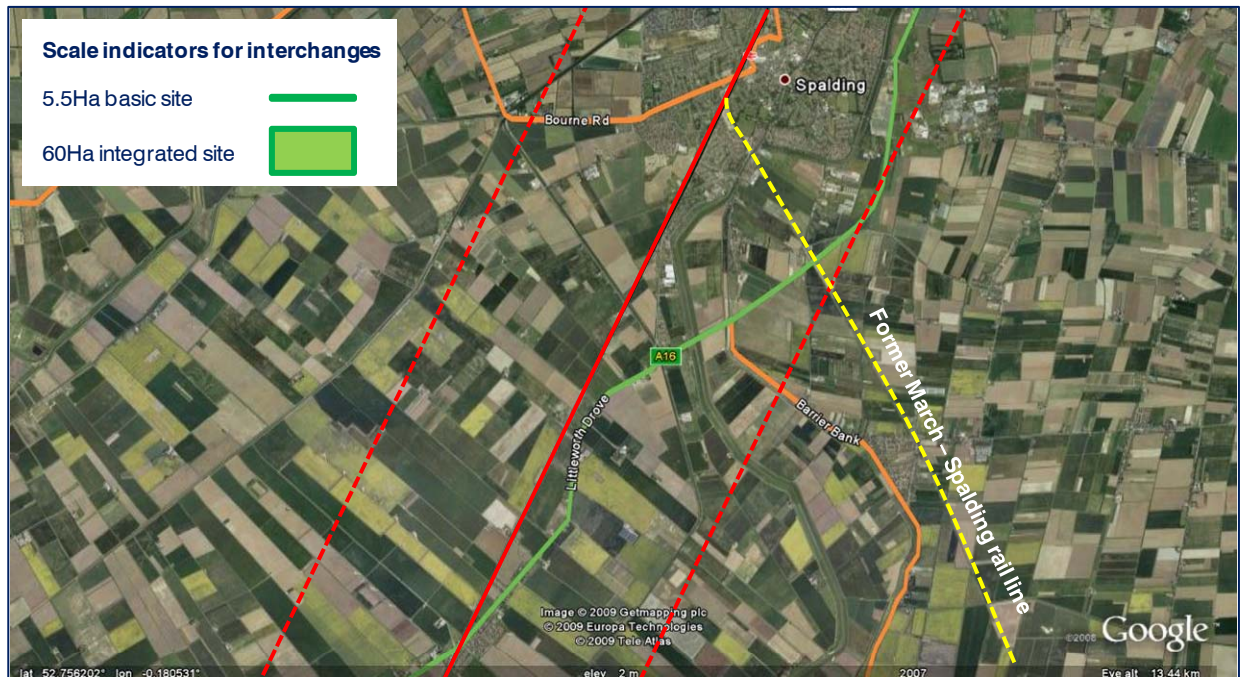 Scale indicators for interchanges
5.5Ha basic site
60Ha integrated site
Spalding
Bourne Rd
A16
Former March – Spalding rail line
Littleworth Drove
Barrier Bank
Image © 2009 Getmapping plc
© 2009 Europa Technologies
© 2009 Tele Atlas
©2008 Google™
lat 52.756202° lon -0.180531° elev 2 m 2007 Eye alt 13.44 km